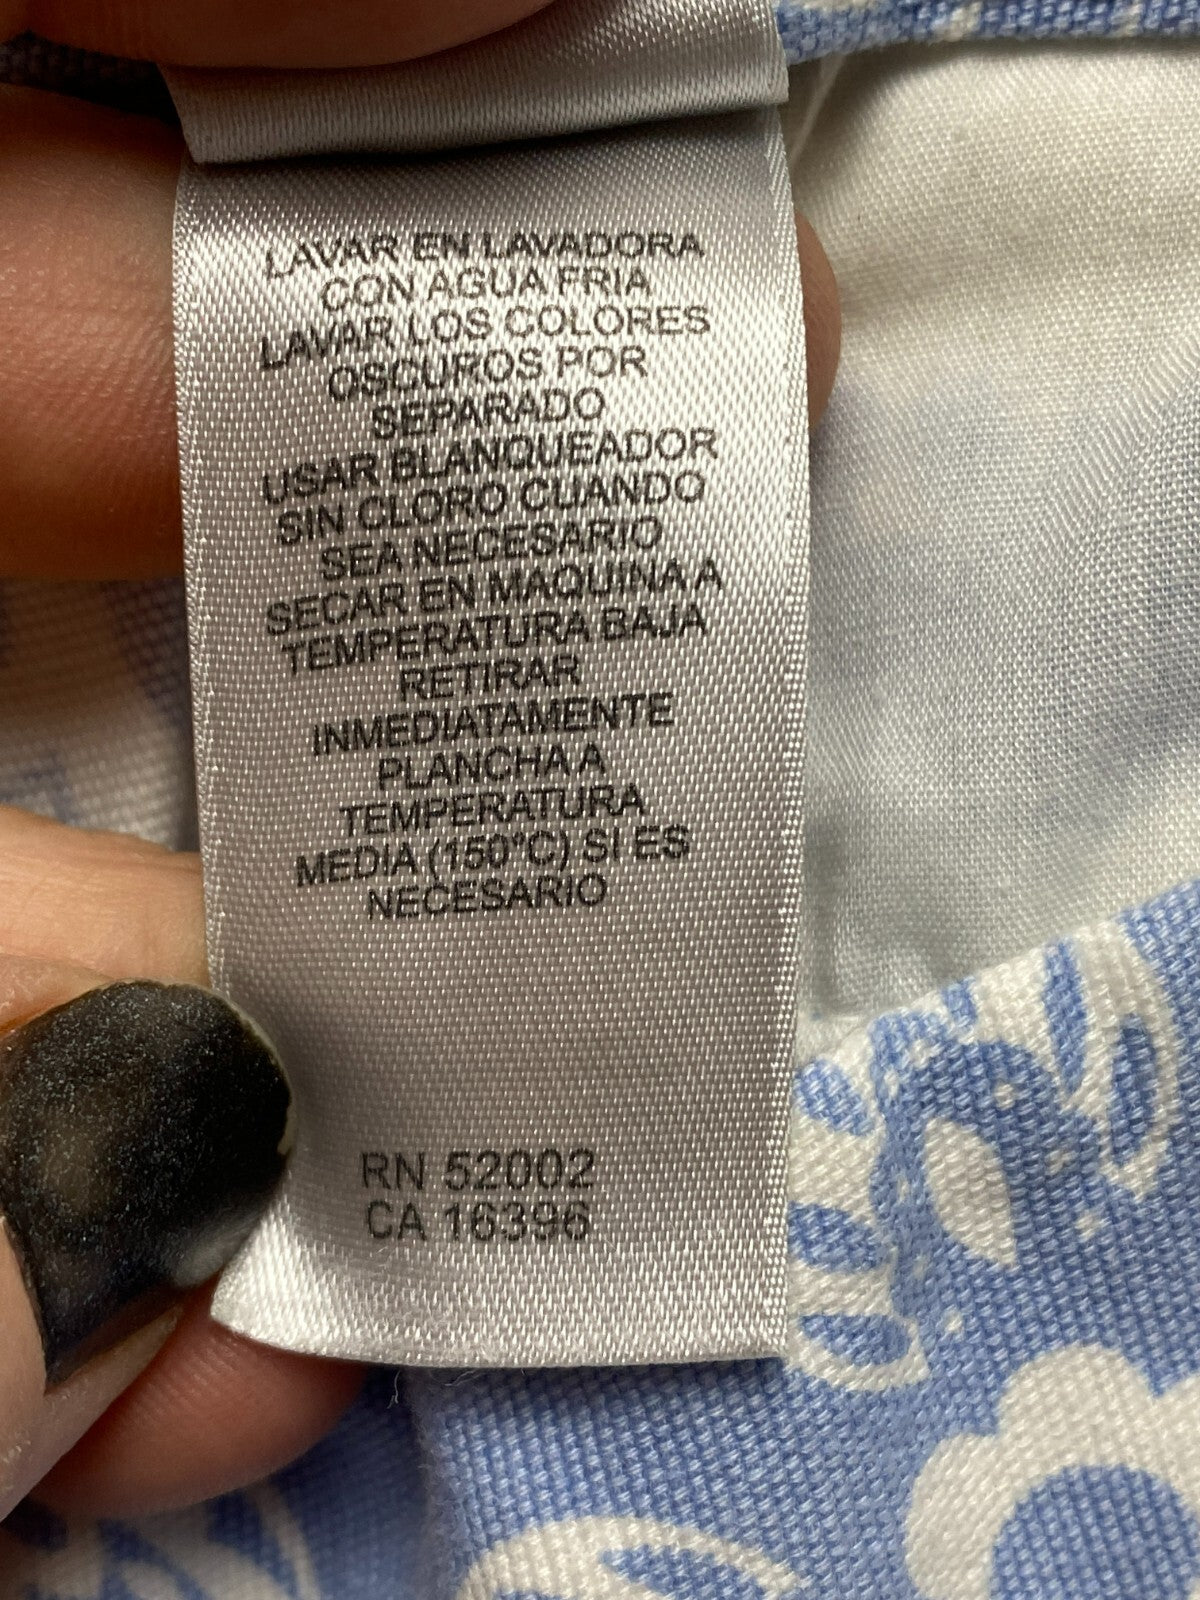 LAVAR EN LAVADORA
CON AGUA FRIA
LAVAR LOS COLORES
OSCUROS POR
SEPARADO
USAR BLANQUEADOR
SIN CLORO CUANDO
SEA NECESARIO
SECAR EN MAQUINA A
TEMPERATURA BAJA
RETIRAR
INMEDIATAMENTE
PLANCHA A
TEMPERATURA
MEDIA (150°C) SI ES
NECESARIO
RN 52002
CA 16396